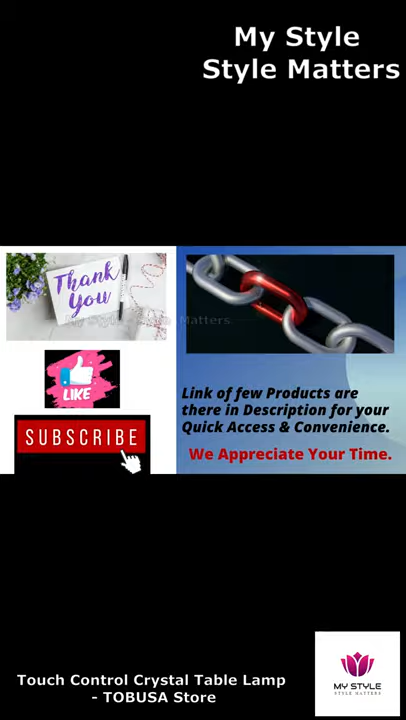 My Style
Style Matters
Thank
You
My Style - Style Matters
LIKE
SUBSCRIBE
Link of few Products are
there in Description for your
Quick Access & Convenience.
We Appreciate Your Time.
Touch Control Crystal Table Lamp
- TOBUSA Store
MY STYLE
STYLE MATTERS